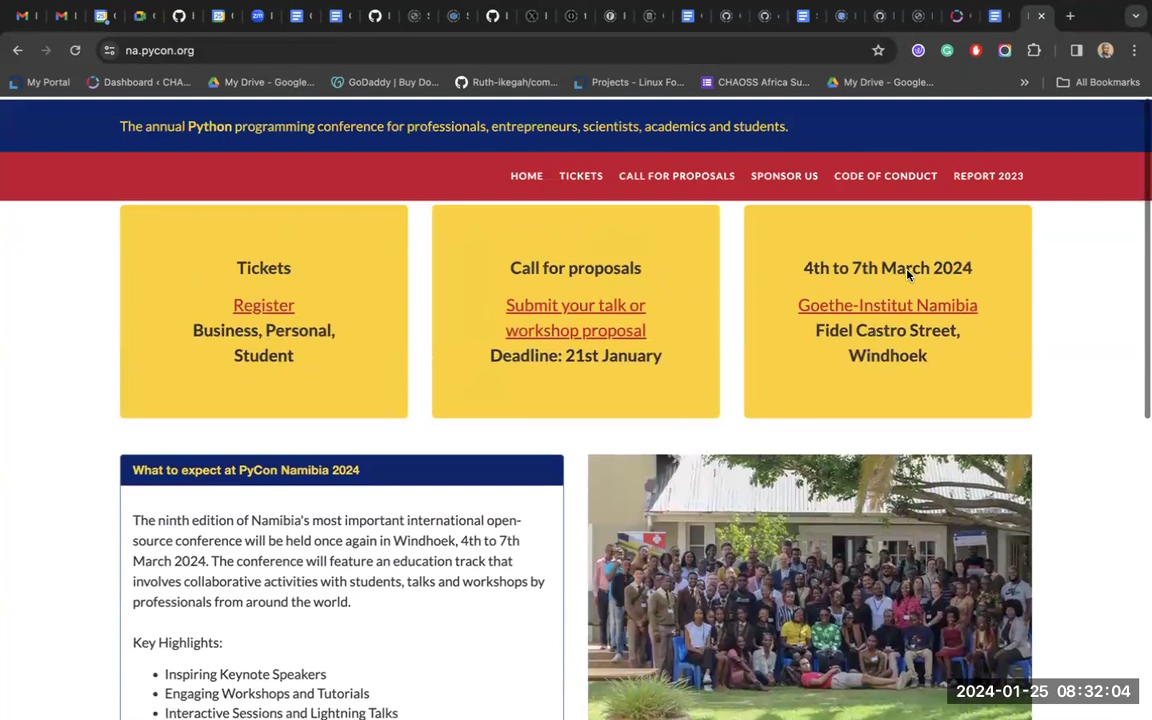 na.pycon.org
My Portal
Dashboard ‹ CHA...
My Drive - Google...
GoDaddy | Buy Do...
Ruth-ikegah/com...
Projects - Linux Fo...
CHAOSS Africa Su...
My Drive - Google...
»
All Bookmarks
The annual Python programming conference for professionals, entrepreneurs, scientists, academics and students.
HOME TICKETS CALL FOR PROPOSALS SPONSOR US CODE OF CONDUCT REPORT 2023
Tickets
Register
Business, Personal,
Student
Call for proposals
Submit your talk or
workshop proposal
Deadline: 21st January
4th to 7th March 2024
Goethe-Institut Namibia
Fidel Castro Street,
Windhoek
What to expect at PyCon Namibia 2024
The ninth edition of Namibia's most important international open-
source conference will be held once again in Windhoek, 4th to 7th
March 2024. The conference will feature an education track that
involves collaborative activities with students, talks and workshops by
professionals from around the world.
Key Highlights:
• Inspiring Keynote Speakers
• Engaging Workshops and Tutorials
• Interactive Sessions and Lightning Talks
2024-01-25 08:32:04